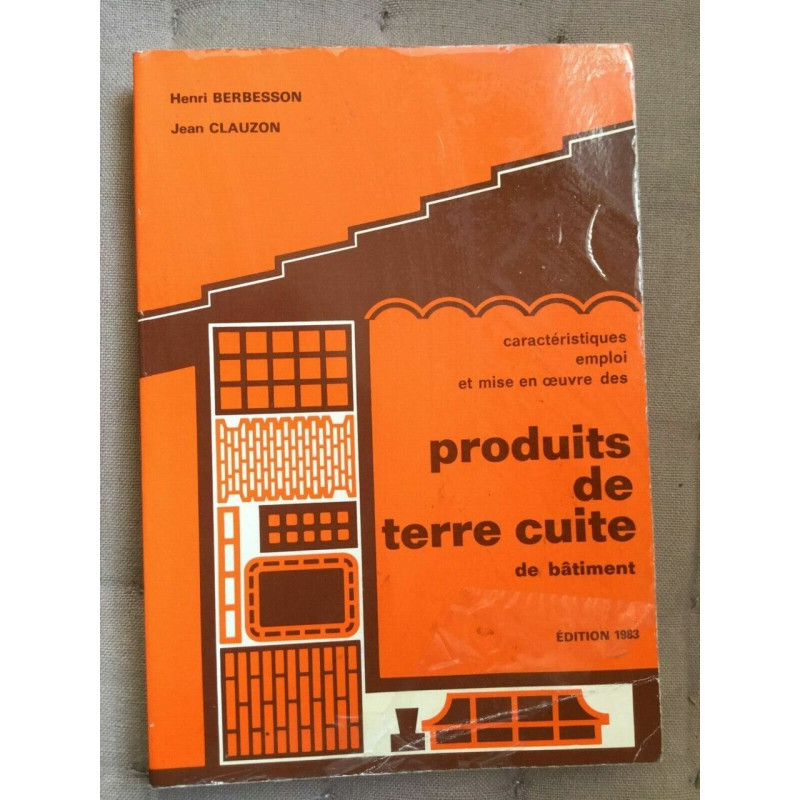 Henri BERBESSON
Jean CLAUZON
caractéristiques
emploi
et mise en œuvre des
produits
de
terre cuite
de bâtiment
ÉDITION 1983